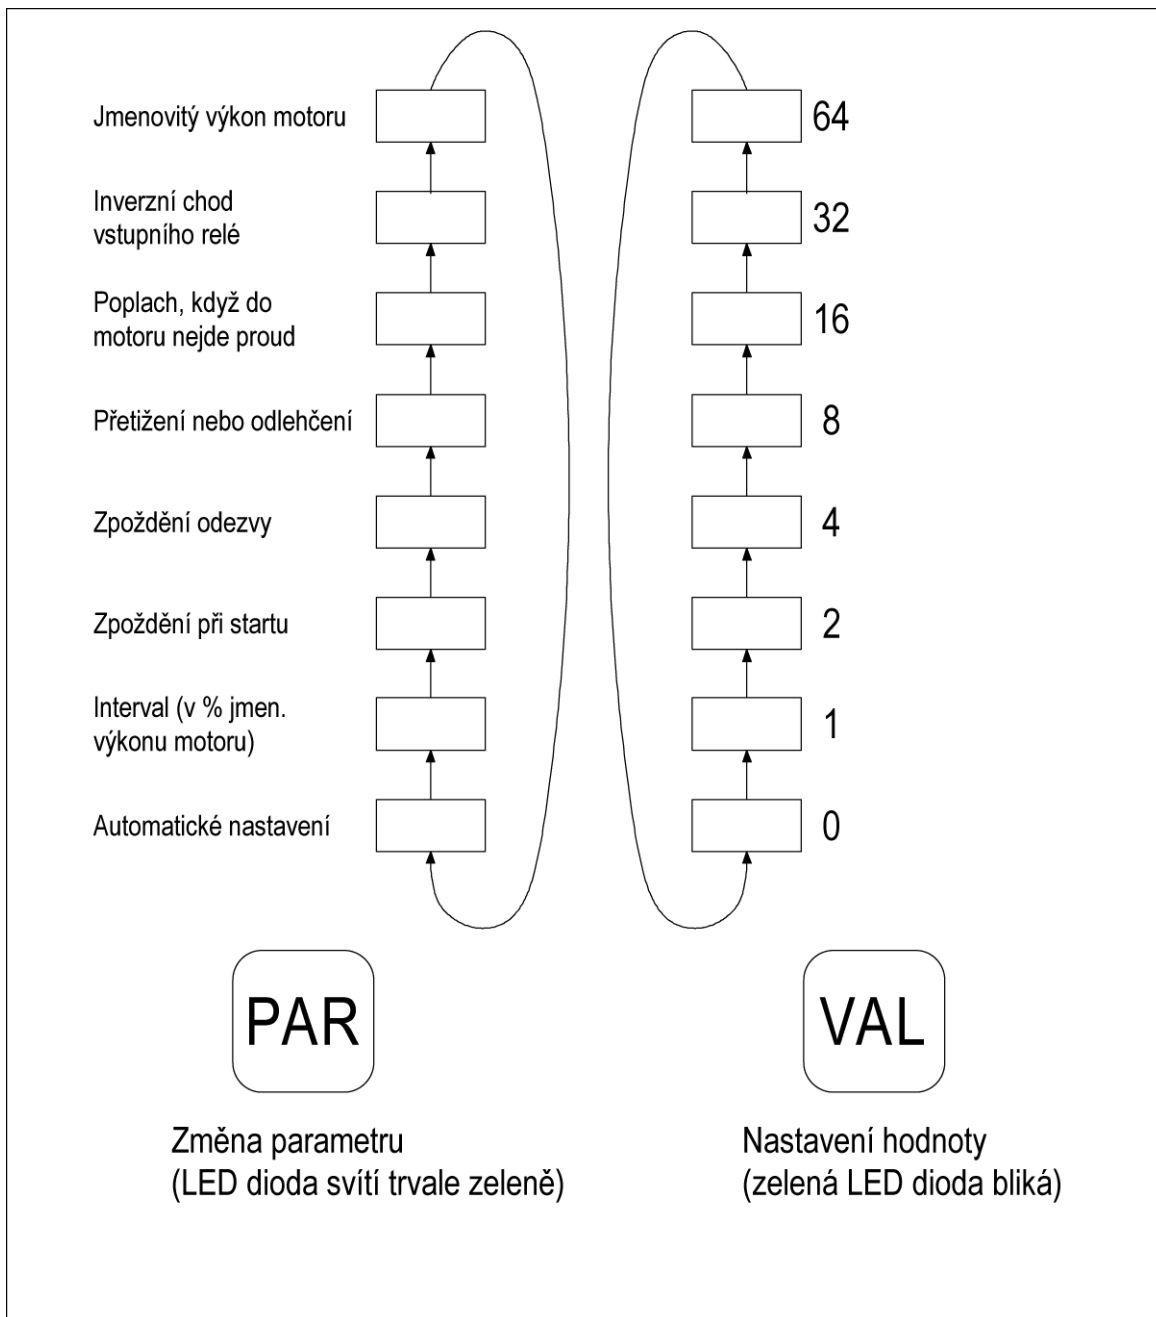 Jmenovitý výkon motoru
64
Inverzní chod
vstupního relé
32
Poplach, když do
motoru nejde proud
16
Přetižení nebo odlehčení
8
Zpoždění odezvy
4
Zpoždění při startu
2
Interval (v % jmen.
výkonu motoru)
1
Automatické nastavení
0
PAR
VAL
Změna parametru
(LED dioda svítí trvale zeleně)
Nastavení hodnoty
(zelená LED dioda bliká)